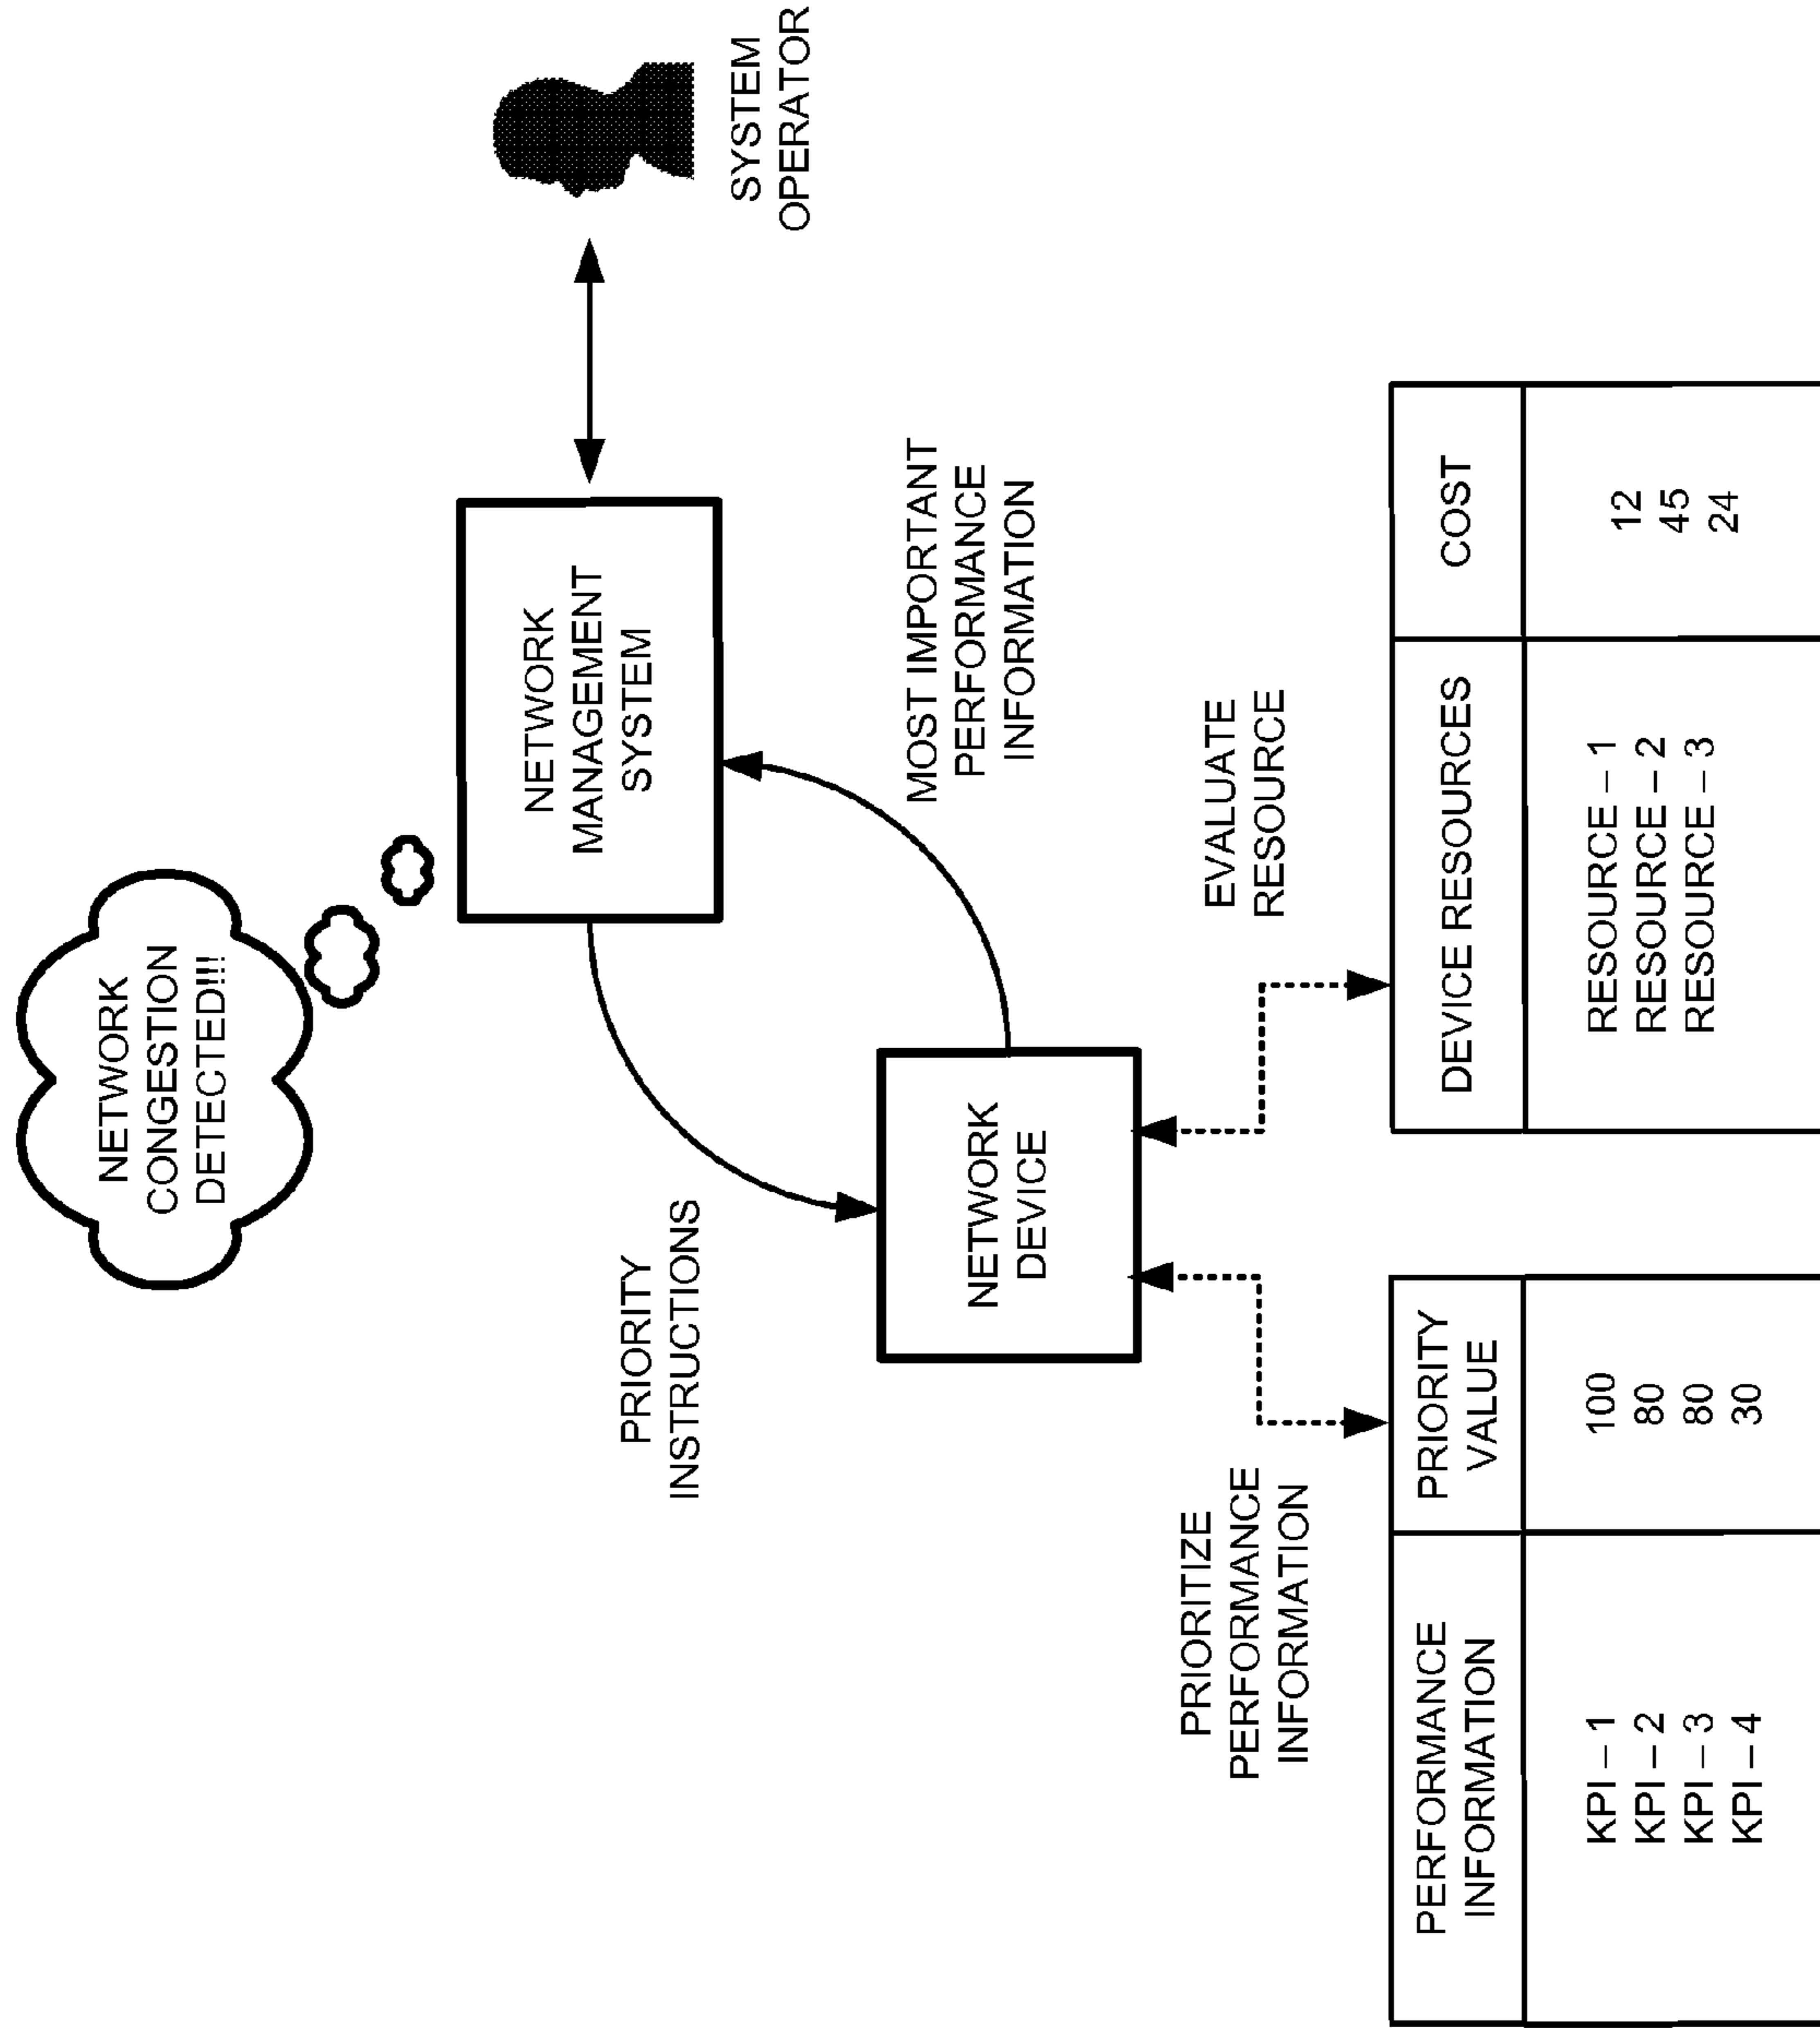 NETWORK
CONGESTION
DETECTED!!!!
NETWORK
MANAGEMENT
SYSTEM
SYSTEM
OPERATOR
PRIORITY
INSTRUCTIONS
MOST IMPORTANT
PERFORMANCE
INFORMATION
NETWORK
DEVICE
PRIORITIZE
PERFORMANCE
INFORMATION
EVALUATE
RESOURCE
PERFORMANCE
INFORMATION
PRIORITY
VALUE
KPI – 1 100
KPI – 2 80
KPI – 3 80
KPI – 4 30
DEVICE RESOURCES COST
RESOURCE – 1 12
RESOURCE – 2 45
RESOURCE – 3 24